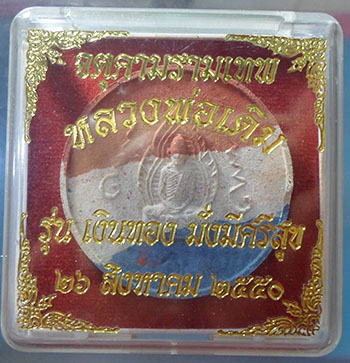 จตุคามรามเทพ
หลวงพ่อเดิม
รุ่น เงินทอง มั่งมีศรีสุข
๒๖ สิงหาคม ๒๕๕๐